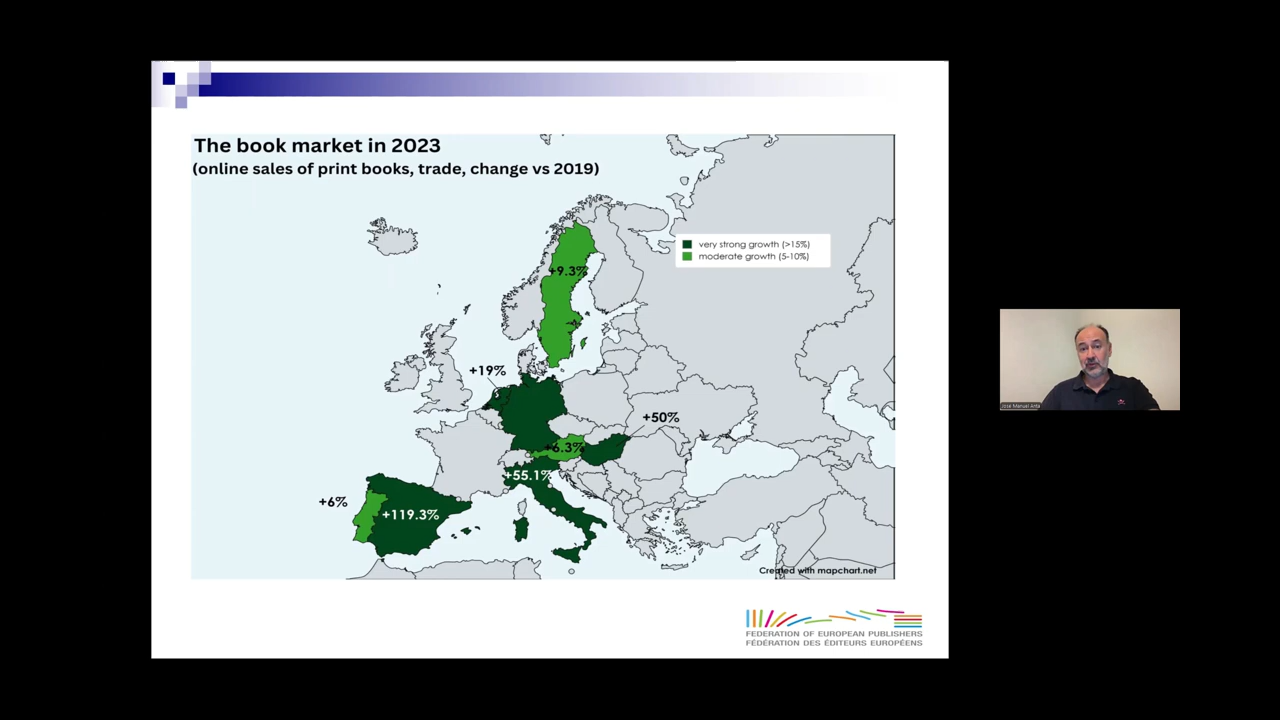 The book market in 2023
(online sales of print books, trade, change vs 2019)
very strong growth (>15%)
moderate growth (5-10%)
+9.3%
+19%
+50%
+6.3%
+55.1%
+6%
+119.3%
Created with mapchart.net
FEDERATION OF EUROPEAN PUBLISHERS
FÉDÉRATION DES ÉDITEURS EUROPÉENS